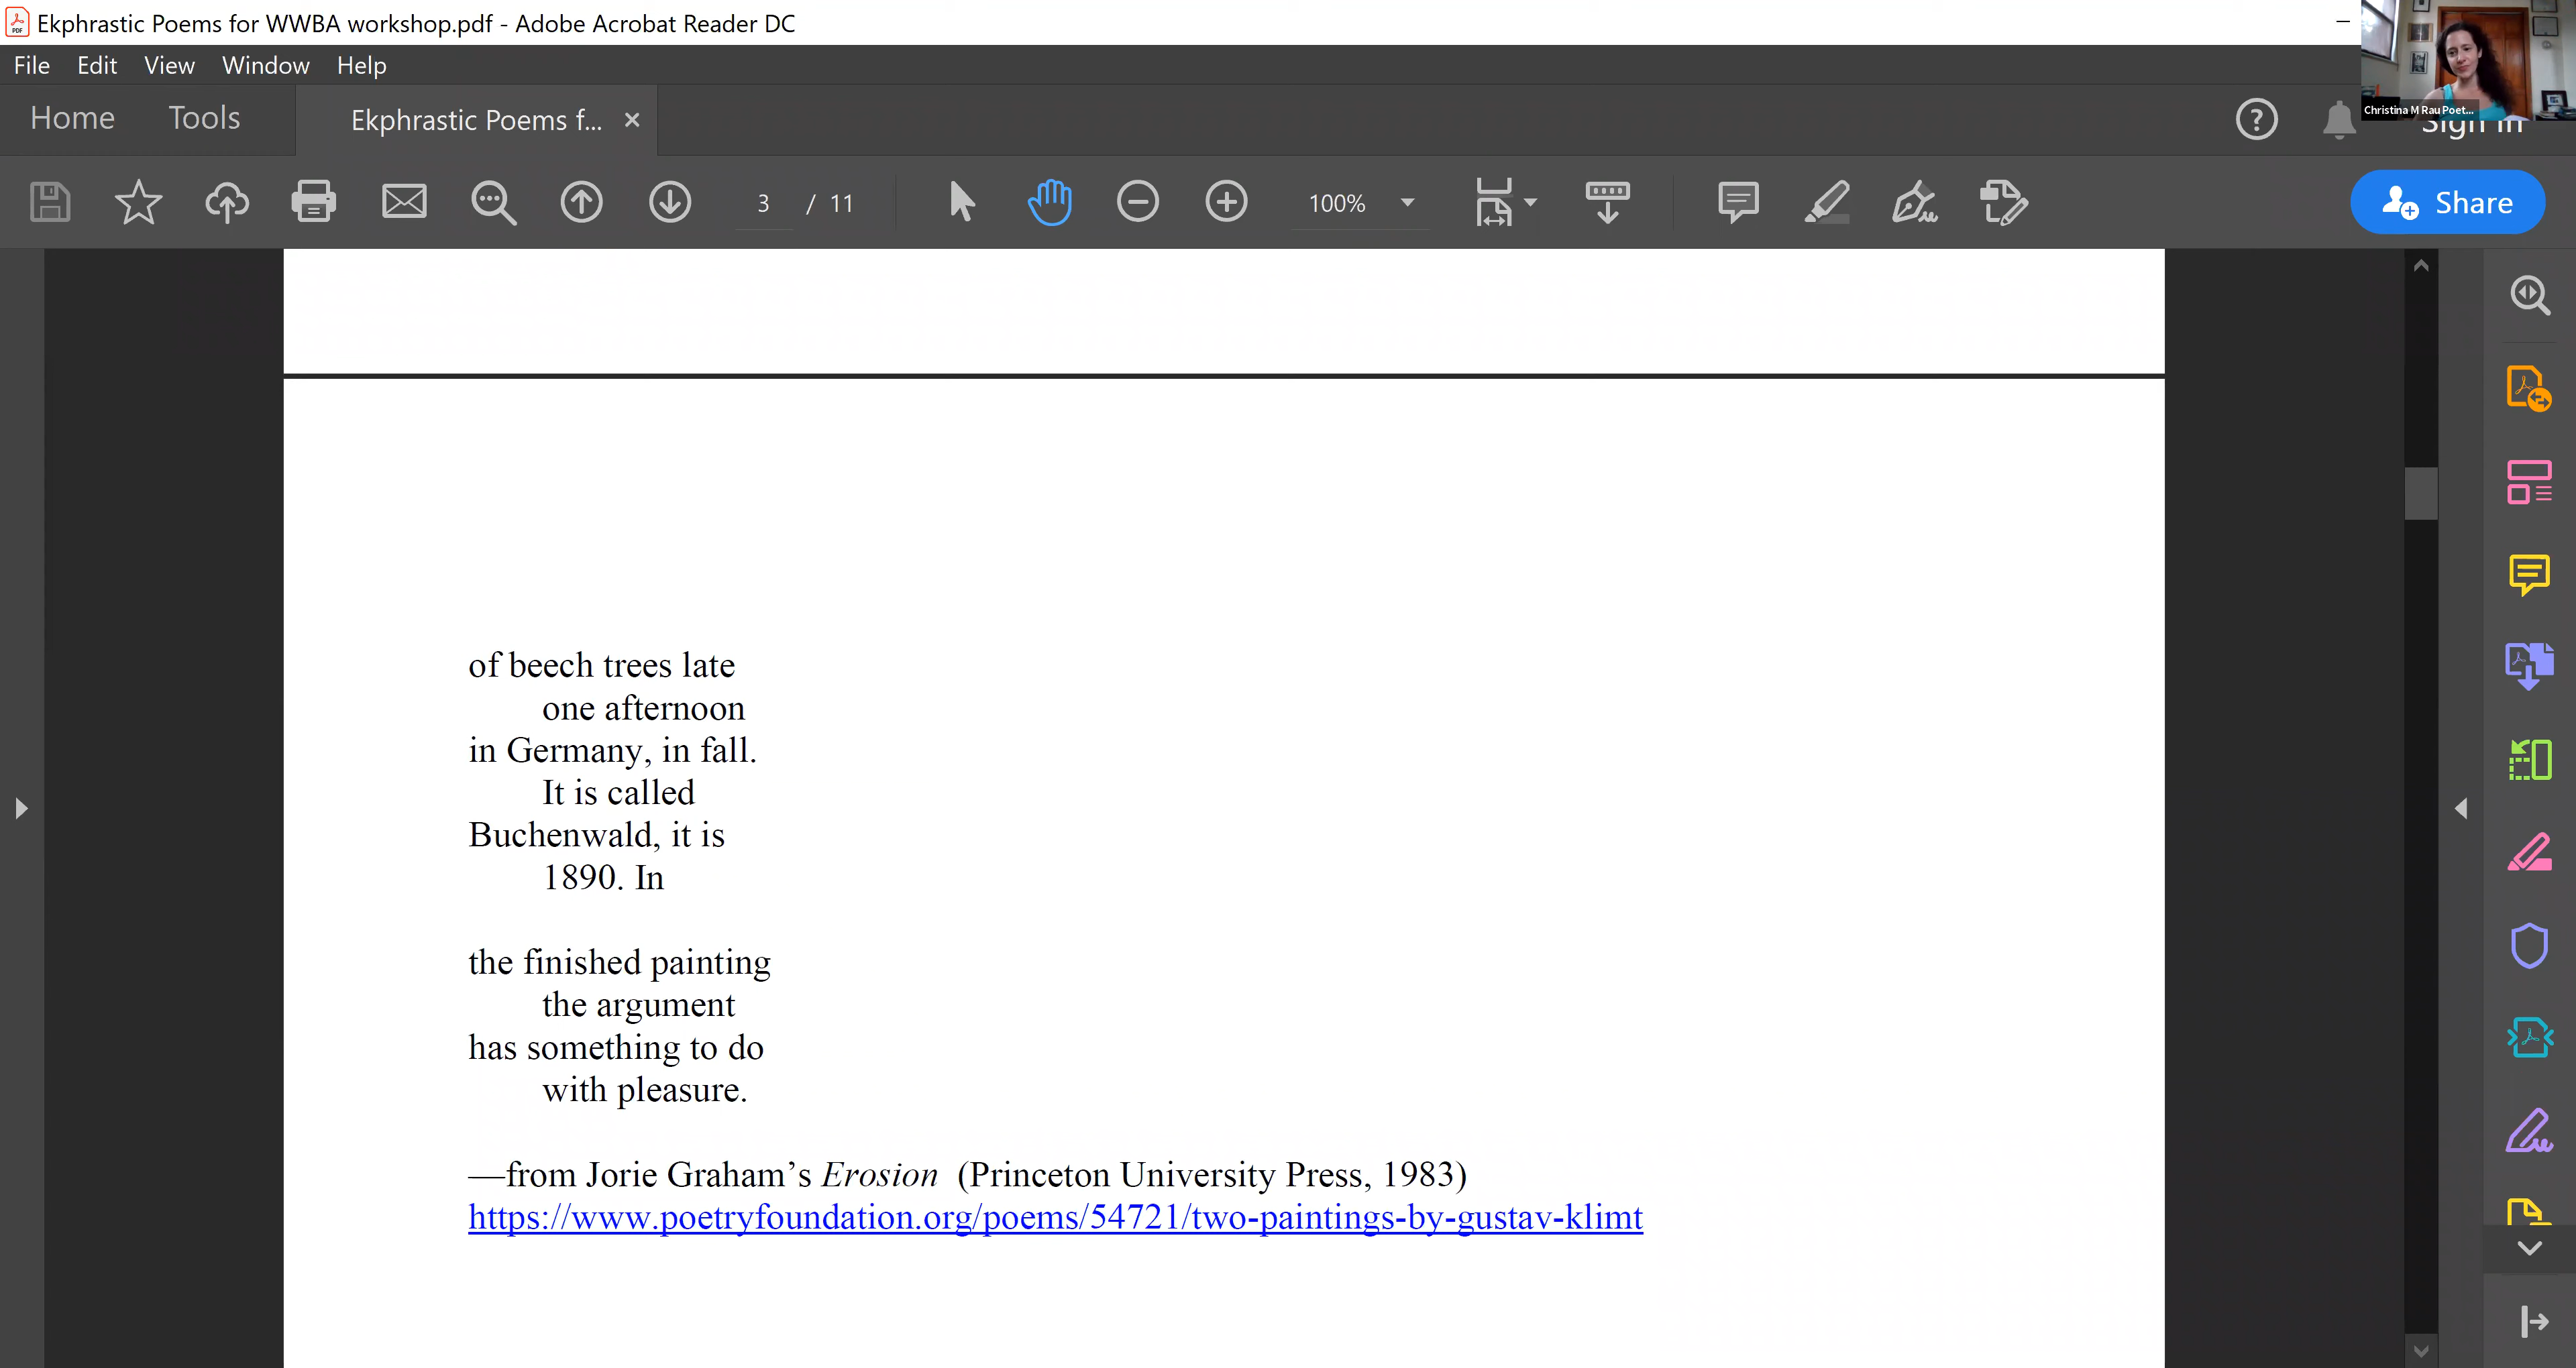 Ekphrastic Poems for WWBA workshop.pdf - Adobe Acrobat Reader DC
File Edit View Window Help
Christina M Rau Poet...
Home Tools Ekphrastic Poems f...
Sign In
3 / 11 100% Share
of beech trees late
one afternoon
in Germany, in fall.
It is called
Buchenwald, it is
1890. In
the finished painting
the argument
has something to do
with pleasure.
—from Jorie Graham’s Erosion (Princeton University Press, 1983)
https://www.poetryfoundation.org/poems/54721/two-paintings-by-gustav-klimt